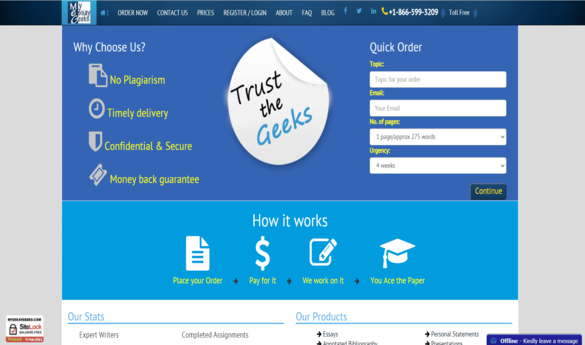 My Essay Geeks
ORDER NOW CONTACT US PRICES REGISTER / LOGIN ABOUT FAQ BLOG +1-866-599-3209 Toll Free
Why Choose Us?
No Plagiarism
Timely delivery
Confidential & Secure
Money back guarantee
Trust
the
Geeks
Quick Order
Topic:
Topic for your order
Email:
Your Email
No. of pages:
1 page/approx 275 words
Urgency:
4 weeks
Continue
How it works
$
Place your Order Pay for it We work on it You Ace the Paper
Our Stats
Expert Writers Completed Assignments
Our Products
Essays Personal Statements
Annotated Bibliography Presentations
MYESSAYGEEKS.COM
SiteLock
Offline - Kindly leave a message